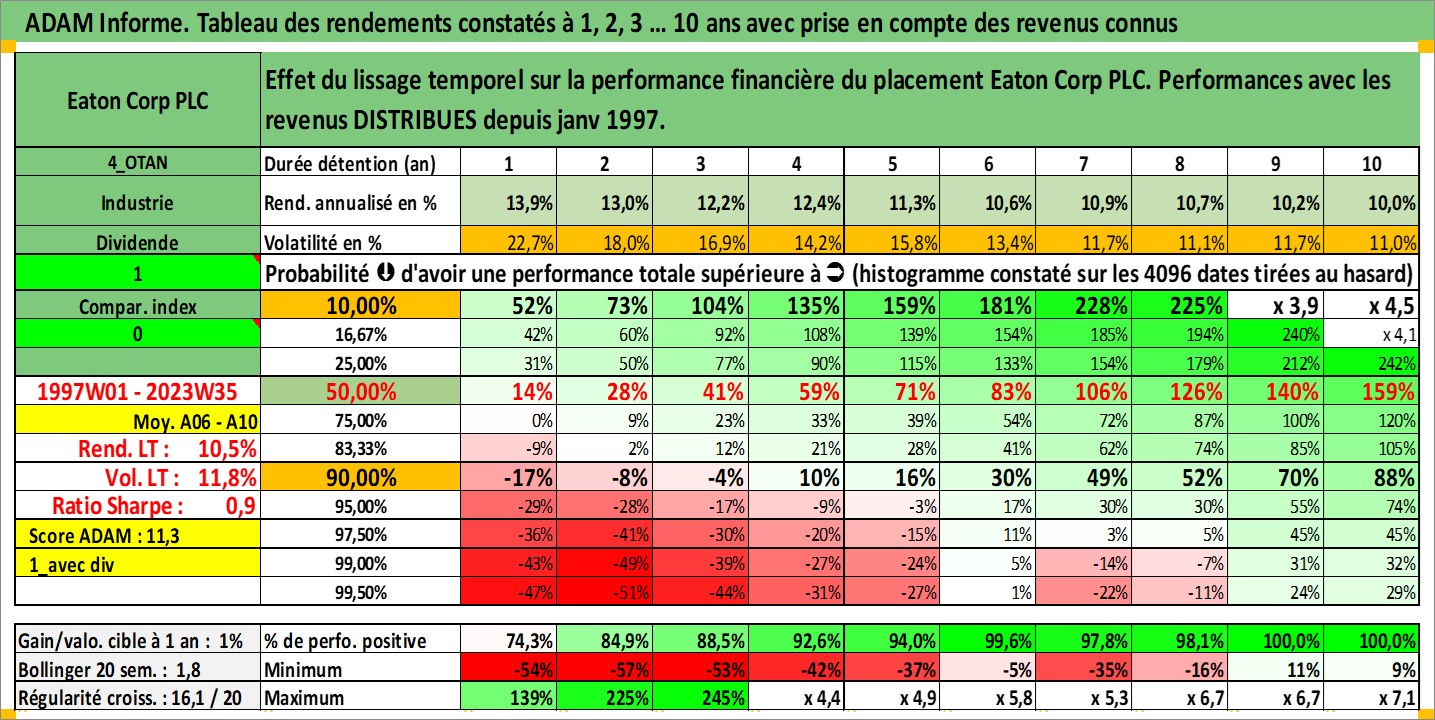 ADAM Informe. Tableau des rendements constatés à 1, 2, 3 ... 10 ans avec prise en compte des revenus connus
Eaton Corp PLC
Effet du lissage temporel sur la performance financière du placement Eaton Corp PLC. Performances avec les
revenus DISTRIBUES depuis janv 1997.
4_OTAN Durée détention (an) 1 2 3 4 5 6 7 8 9 10
Industrie Rend. annualisé en % 13,9% 13,0% 12,2% 12,4% 11,3% 10,6% 10,9% 10,7% 10,2% 10,0%
Dividende Volatilité en % 22,7% 18,0% 16,9% 14,2% 15,8% 13,4% 11,7% 11,1% 11,7% 11,0%
1 Probabilité ⬇ d'avoir une performance totale supérieure à ➲ (histogramme constaté sur les 4096 dates tirées au hasard)
Compar. index 10,00% 52% 73% 104% 135% 159% 181% 228% 225% x 3,9 x 4,5
0 16,67% 42% 60% 92% 108% 139% 154% 185% 194% 240% x 4,1
25,00% 31% 50% 77% 90% 115% 133% 154% 179% 212% 242%
1997W01 - 2023W35 50,00% 14% 28% 41% 59% 71% 83% 106% 126% 140% 159%
Moy. A06 - A10 75,00% 0% 9% 23% 33% 39% 54% 72% 87% 100% 120%
Rend. LT : 10,5% 83,33% -9% 2% 12% 21% 28% 41% 62% 74% 85% 105%
Vol. LT : 11,8% 90,00% -17% -8% -4% 10% 16% 30% 49% 52% 70% 88%
Ratio Sharpe : 0,9 95,00% -29% -28% -17% -9% -3% 17% 30% 30% 55% 74%
Score ADAM : 11,3 97,50% -36% -41% -30% -20% -15% 11% 3% 5% 45% 45%
1_avec div 99,00% -43% -49% -39% -27% -24% 5% -14% -7% 31% 32%
99,50% -47% -51% -44% -31% -27% 1% -22% -11% 24% 29%
Gain/valo. cible à 1 an : 1% % de perfo. positive 74,3% 84,9% 88,5% 92,6% 94,0% 99,6% 97,8% 98,1% 100,0% 100,0%
Bollinger 20 sem. : 1,8 Minimum -54% -57% -53% -42% -37% -5% -35% -16% 11% 9%
Régularité croiss. : 16,1 / 20 Maximum 139% 225% 245% x 4,4 x 4,9 x 5,8 x 5,3 x 6,7 x 6,7 x 7,1